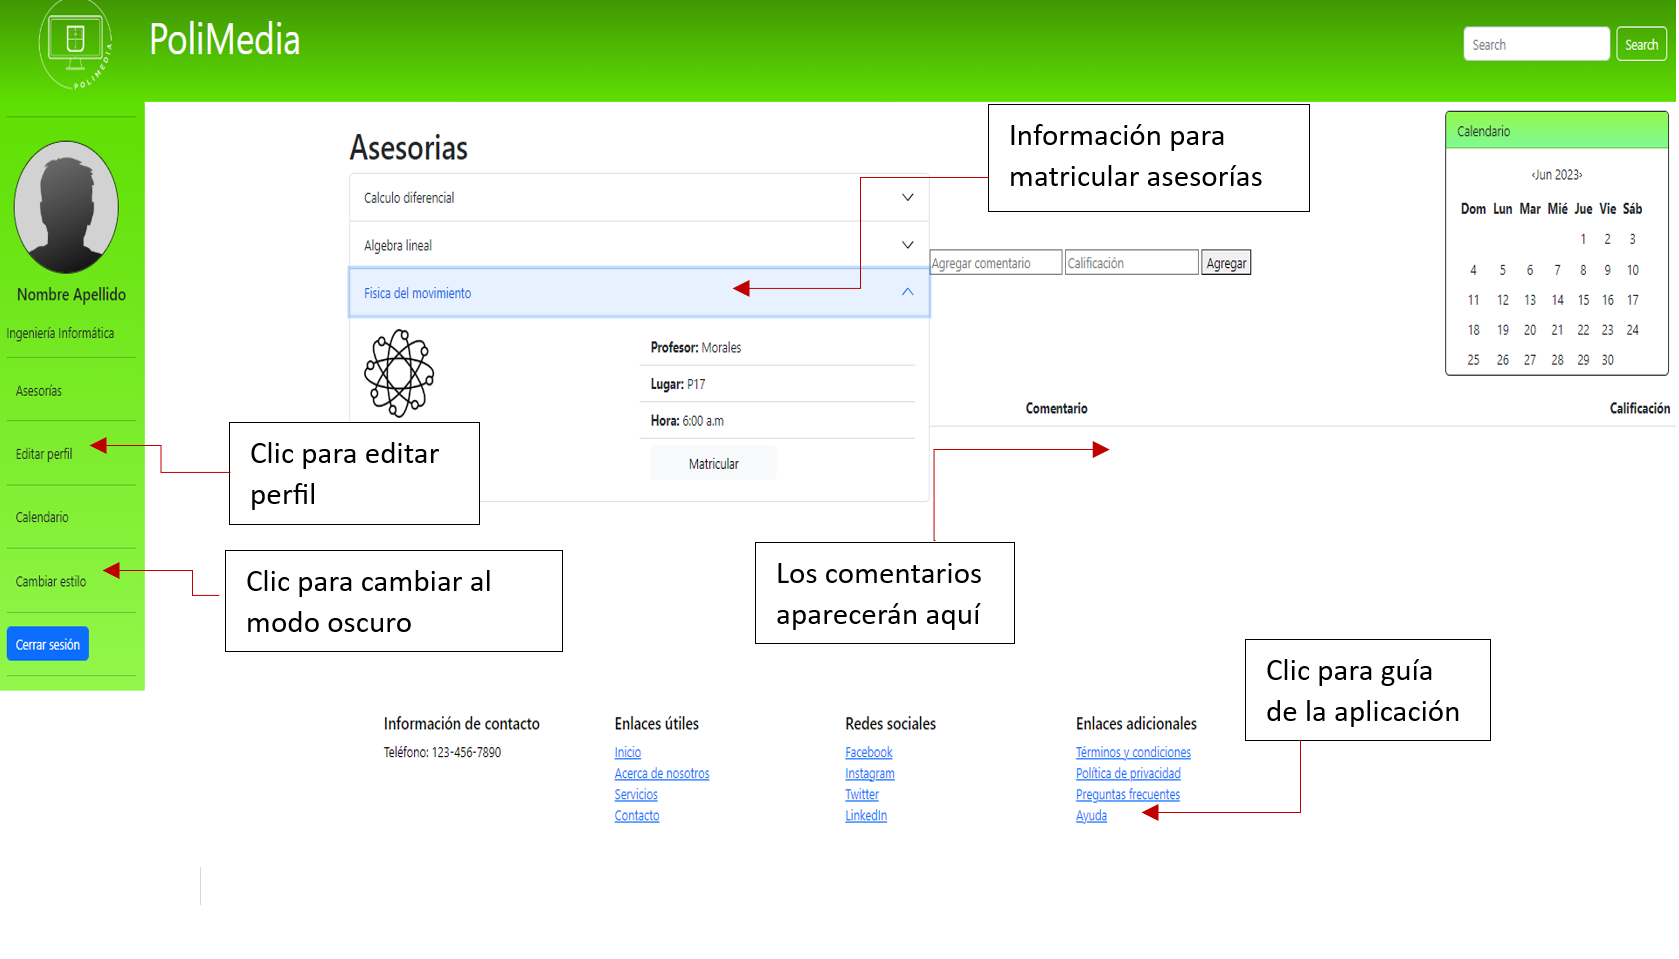 POLIMEDIA
PoliMedia
Search
Search
Nombre Apellido
Ingeniería Informática
Asesorías
Editar perfil
Calendario
Cambiar estilo
Cerrar sesión
Asesorias
Calculo diferencial
Algebra lineal
Fisica del movimiento
Profesor: Morales
Lugar: P17
Hora: 6:00 a.m
Matricular
Información para
matricular asesorías
Agregar comentario
Calificación
Agregar
Calendario
‹Jun 2023›
Dom Lun Mar Mié Jue Vie Sáb
1 2 3
4 5 6 7 8 9 10
11 12 13 14 15 16 17
18 19 20 21 22 23 24
25 26 27 28 29 30
Comentario
Calificación
Clic para editar
perfil
Clic para cambiar al
modo oscuro
Los comentarios
aparecerán aquí
Clic para guía
de la aplicación
Información de contacto
Teléfono: 123-456-7890
Enlaces útiles
Inicio
Acerca de nosotros
Servicios
Contacto
Redes sociales
Facebook
Instagram
Twitter
LinkedIn
Enlaces adicionales
Términos y condiciones
Política de privacidad
Preguntas frecuentes
Ayuda